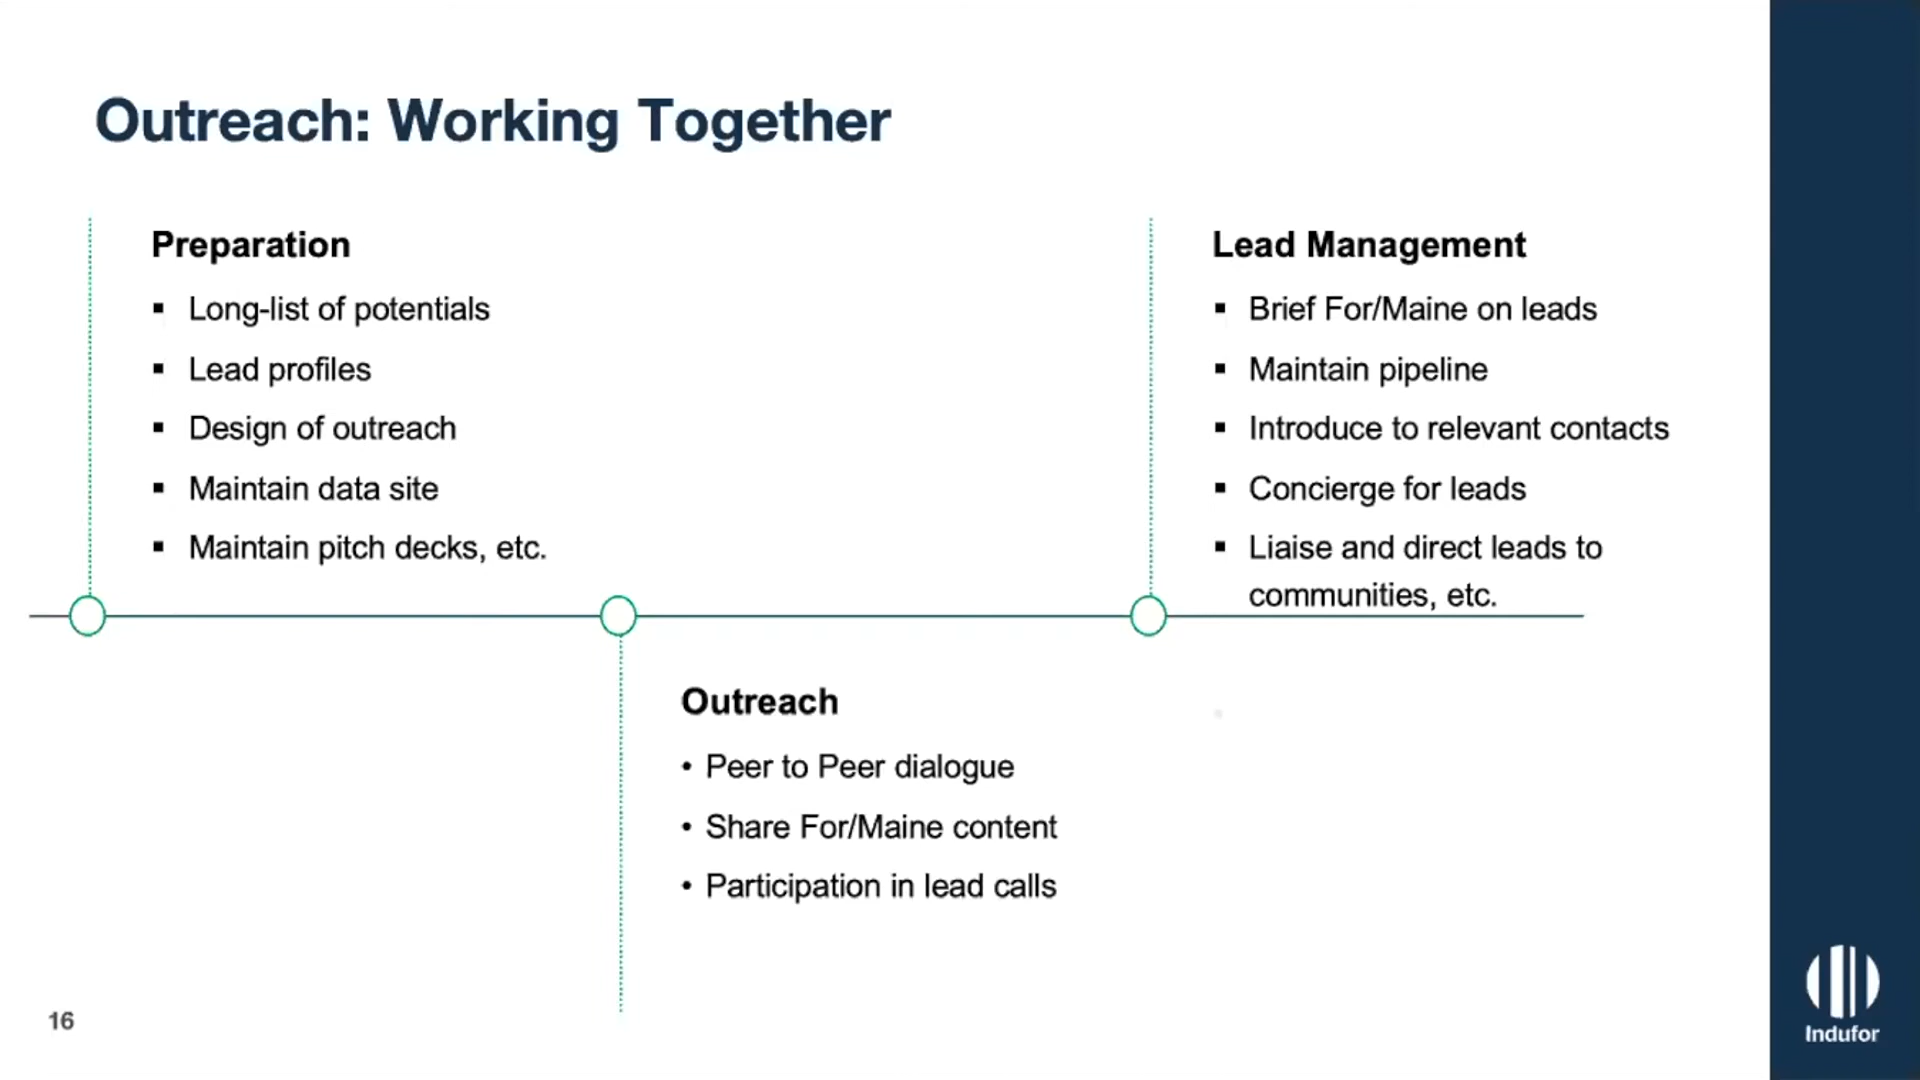 Outreach: Working Together
Preparation
▪ Long-list of potentials
▪ Lead profiles
▪ Design of outreach
▪ Maintain data site
▪ Maintain pitch decks, etc.
Outreach
• Peer to Peer dialogue
• Share For/Maine content
• Participation in lead calls
Lead Management
▪ Brief For/Maine on leads
▪ Maintain pipeline
▪ Introduce to relevant contacts
▪ Concierge for leads
▪ Liaise and direct leads to
communities, etc.
16
Indufor